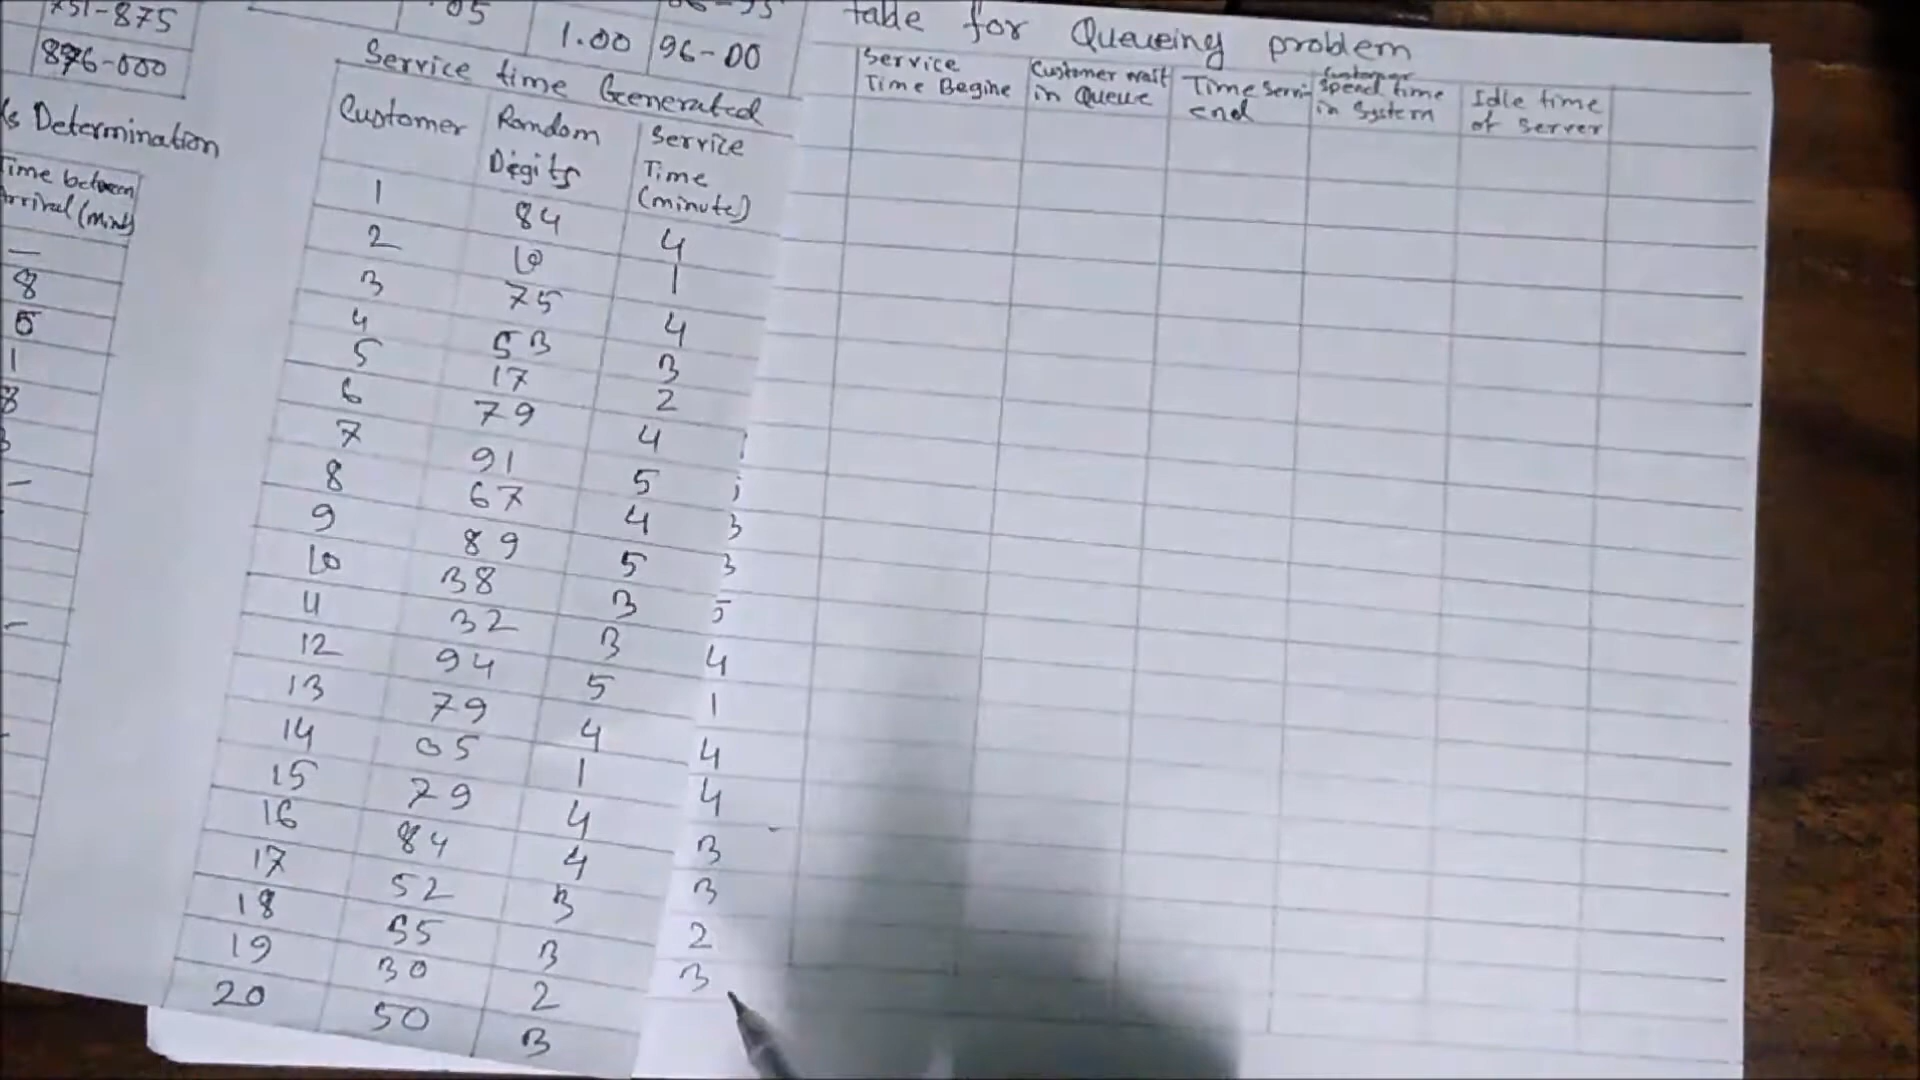 751-875
876-000
.05
1.00 96-00
Determination
Time between
Arrival (Mint)
—
8
5
1
8
Service time Generated
Customer Random Digits Service Time (minute)
1 84 4
2 10 1
3 75 4
4 53 3
5 17 2
6 79 4
7 91 5
8 67 4
9 89 5
10 38 3
11 32 3
12 94 5
13 79 4
14 05 1
15 79 4
16 84 4
17 52 3
18 55 3
19 30 2
20 50 3
table for Queueing problem
Service Time Begine
Customer wait in Queue
Time Servi end
Customer Spend time in System
Idle time of server
3
3
5
4
1
4
4
3
3
2
3